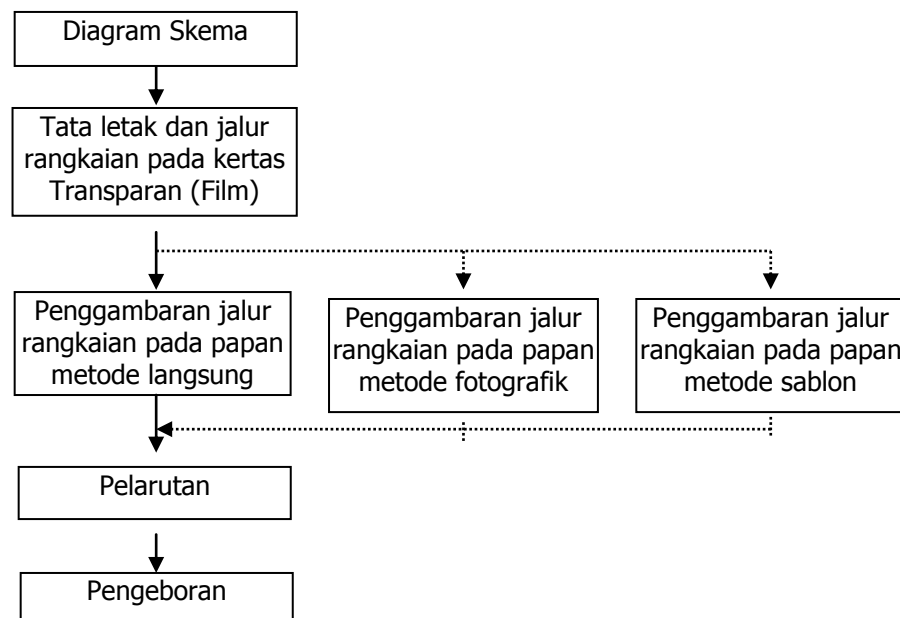 Diagram Skema
Tata letak dan jalur
rangkaian pada kertas
Transparan (Film)
Penggambaran jalur
rangkaian pada papan
metode langsung
Penggambaran jalur
rangkaian pada papan
metode fotografik
Penggambaran jalur
rangkaian pada papan
metode sablon
Pelarutan
Pengeboran